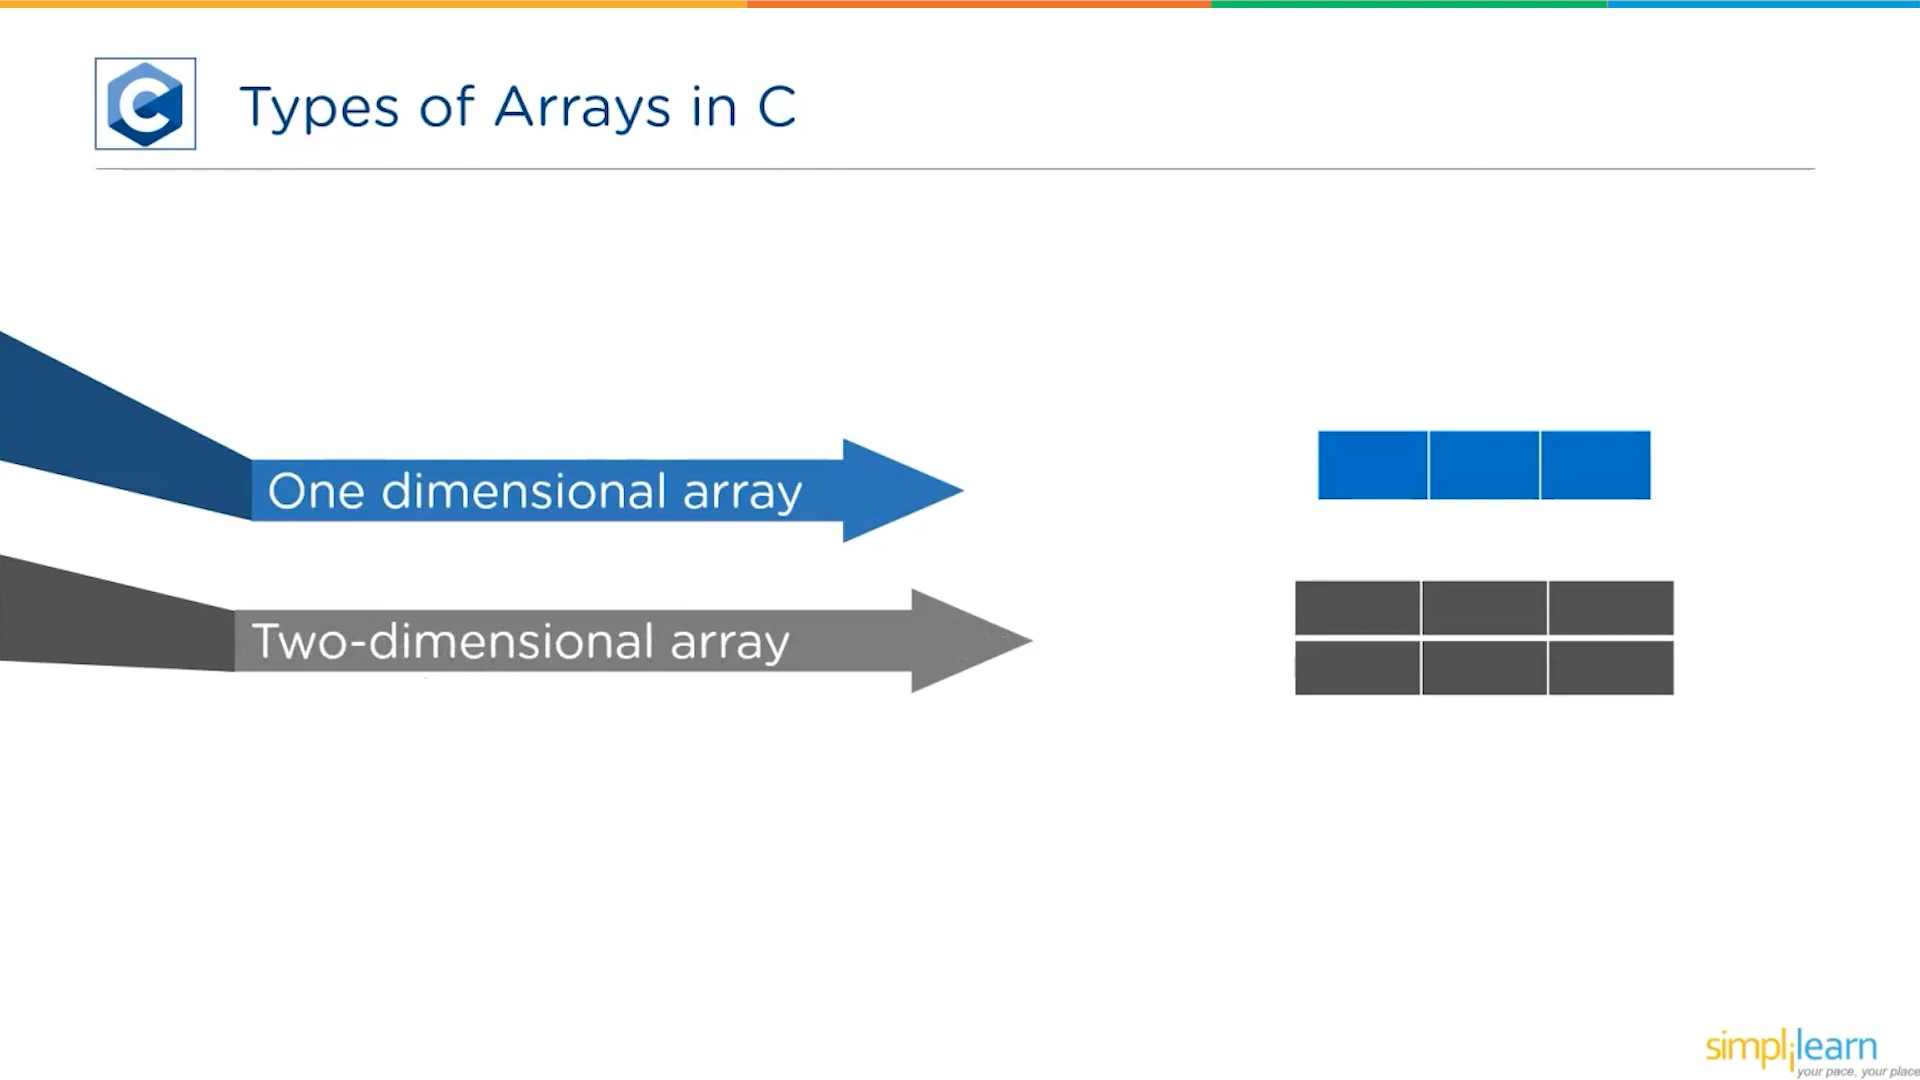 C
Types of Arrays in C
One dimensional array
Two-dimensional array
simplilearn
your pace, your place